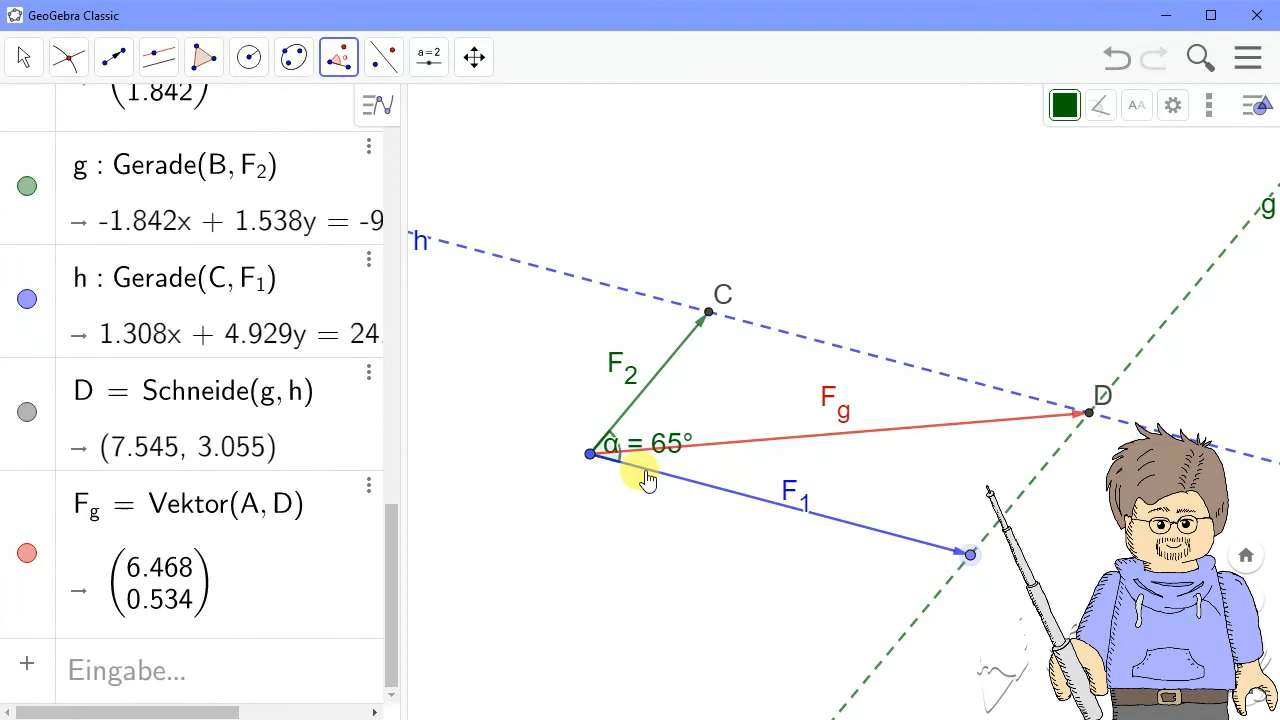 GeoGebra Classic
a=2
AA
(1.842)
g : Gerade(B, F₂)
→ -1.842x + 1.538y = -9
h : Gerade(C, F₁)
→ 1.308x + 4.929y = 24.
D = Schneide(g, h)
→ (7.545, 3.055)
F_g = Vektor(A, D)
→ (6.468
0.534)
+ Eingabe...
h
C
g
F₂
F_g
D
α = 65°
F₁